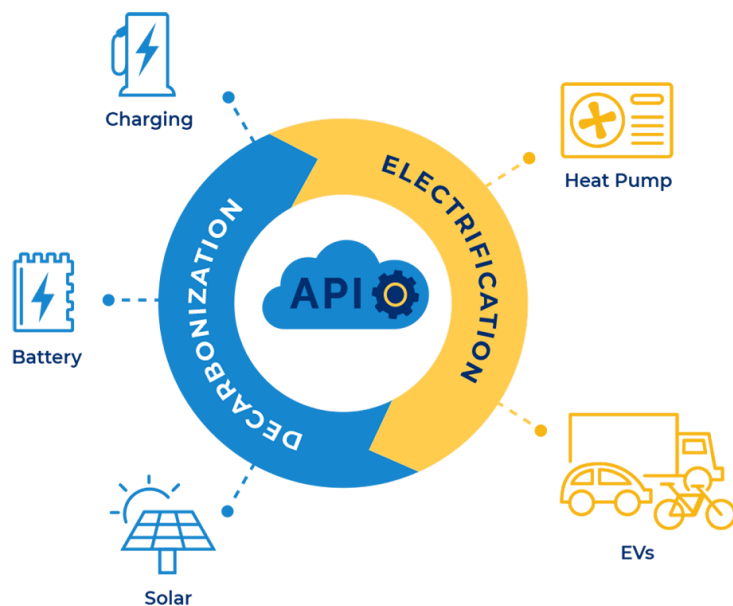 Charging
Heat Pump
ELECTRIFICATION
DECARBONIZATION
API
Battery
EVs
Solar